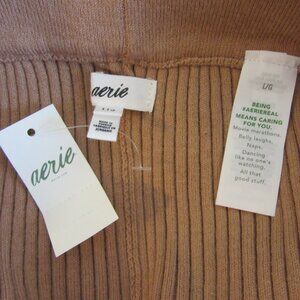 aerie
L/G
BEING
#AERIEREAL
MEANS CARING
FOR YOU.
Movie marathons.
Belly laughs.
Naps.
Dancing
like no one's
watching.
All that
good stuff.
aerie